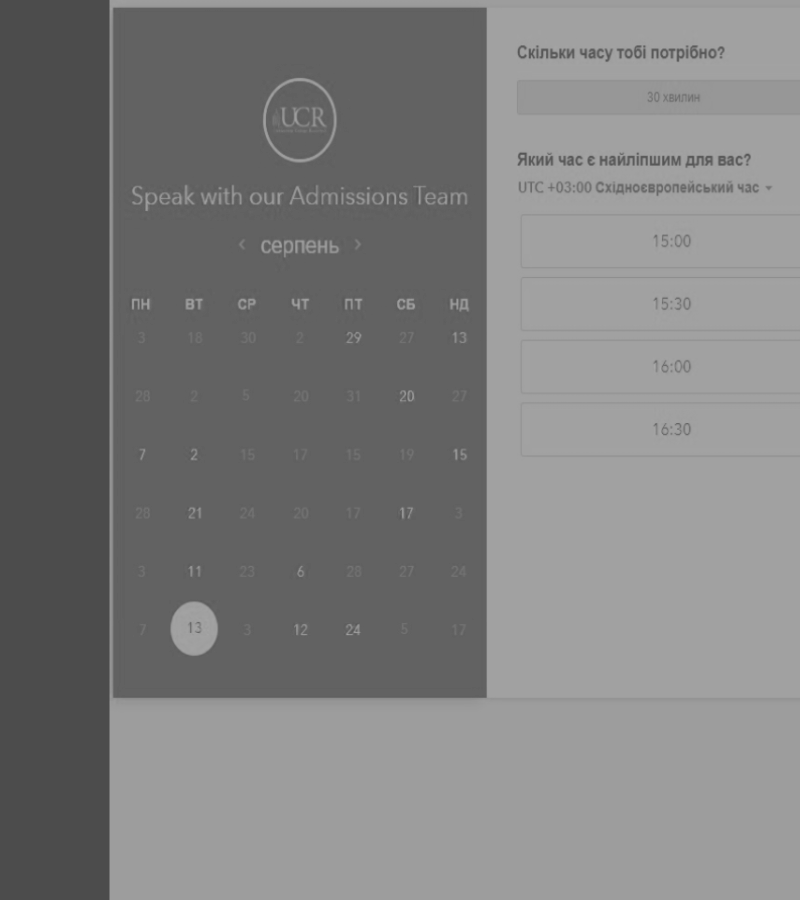 UCR
Speak with our Admissions Team
‹ серпень ›
ПН ВТ СР ЧТ ПТ СБ НД
3 18 30 2 29 27 13
28 2 5 20 31 20 27
7 2 15 17 15 19 15
28 21 24 20 17 17 3
3 11 23 6 28 27 24
7 13 3 12 24 5 17
Скільки часу тобі потрібно?
30 хвилин
Який час є найліпшим для вас?
UTC +03:00 Східноєвропейський час
15:00
15:30
16:00
16:30